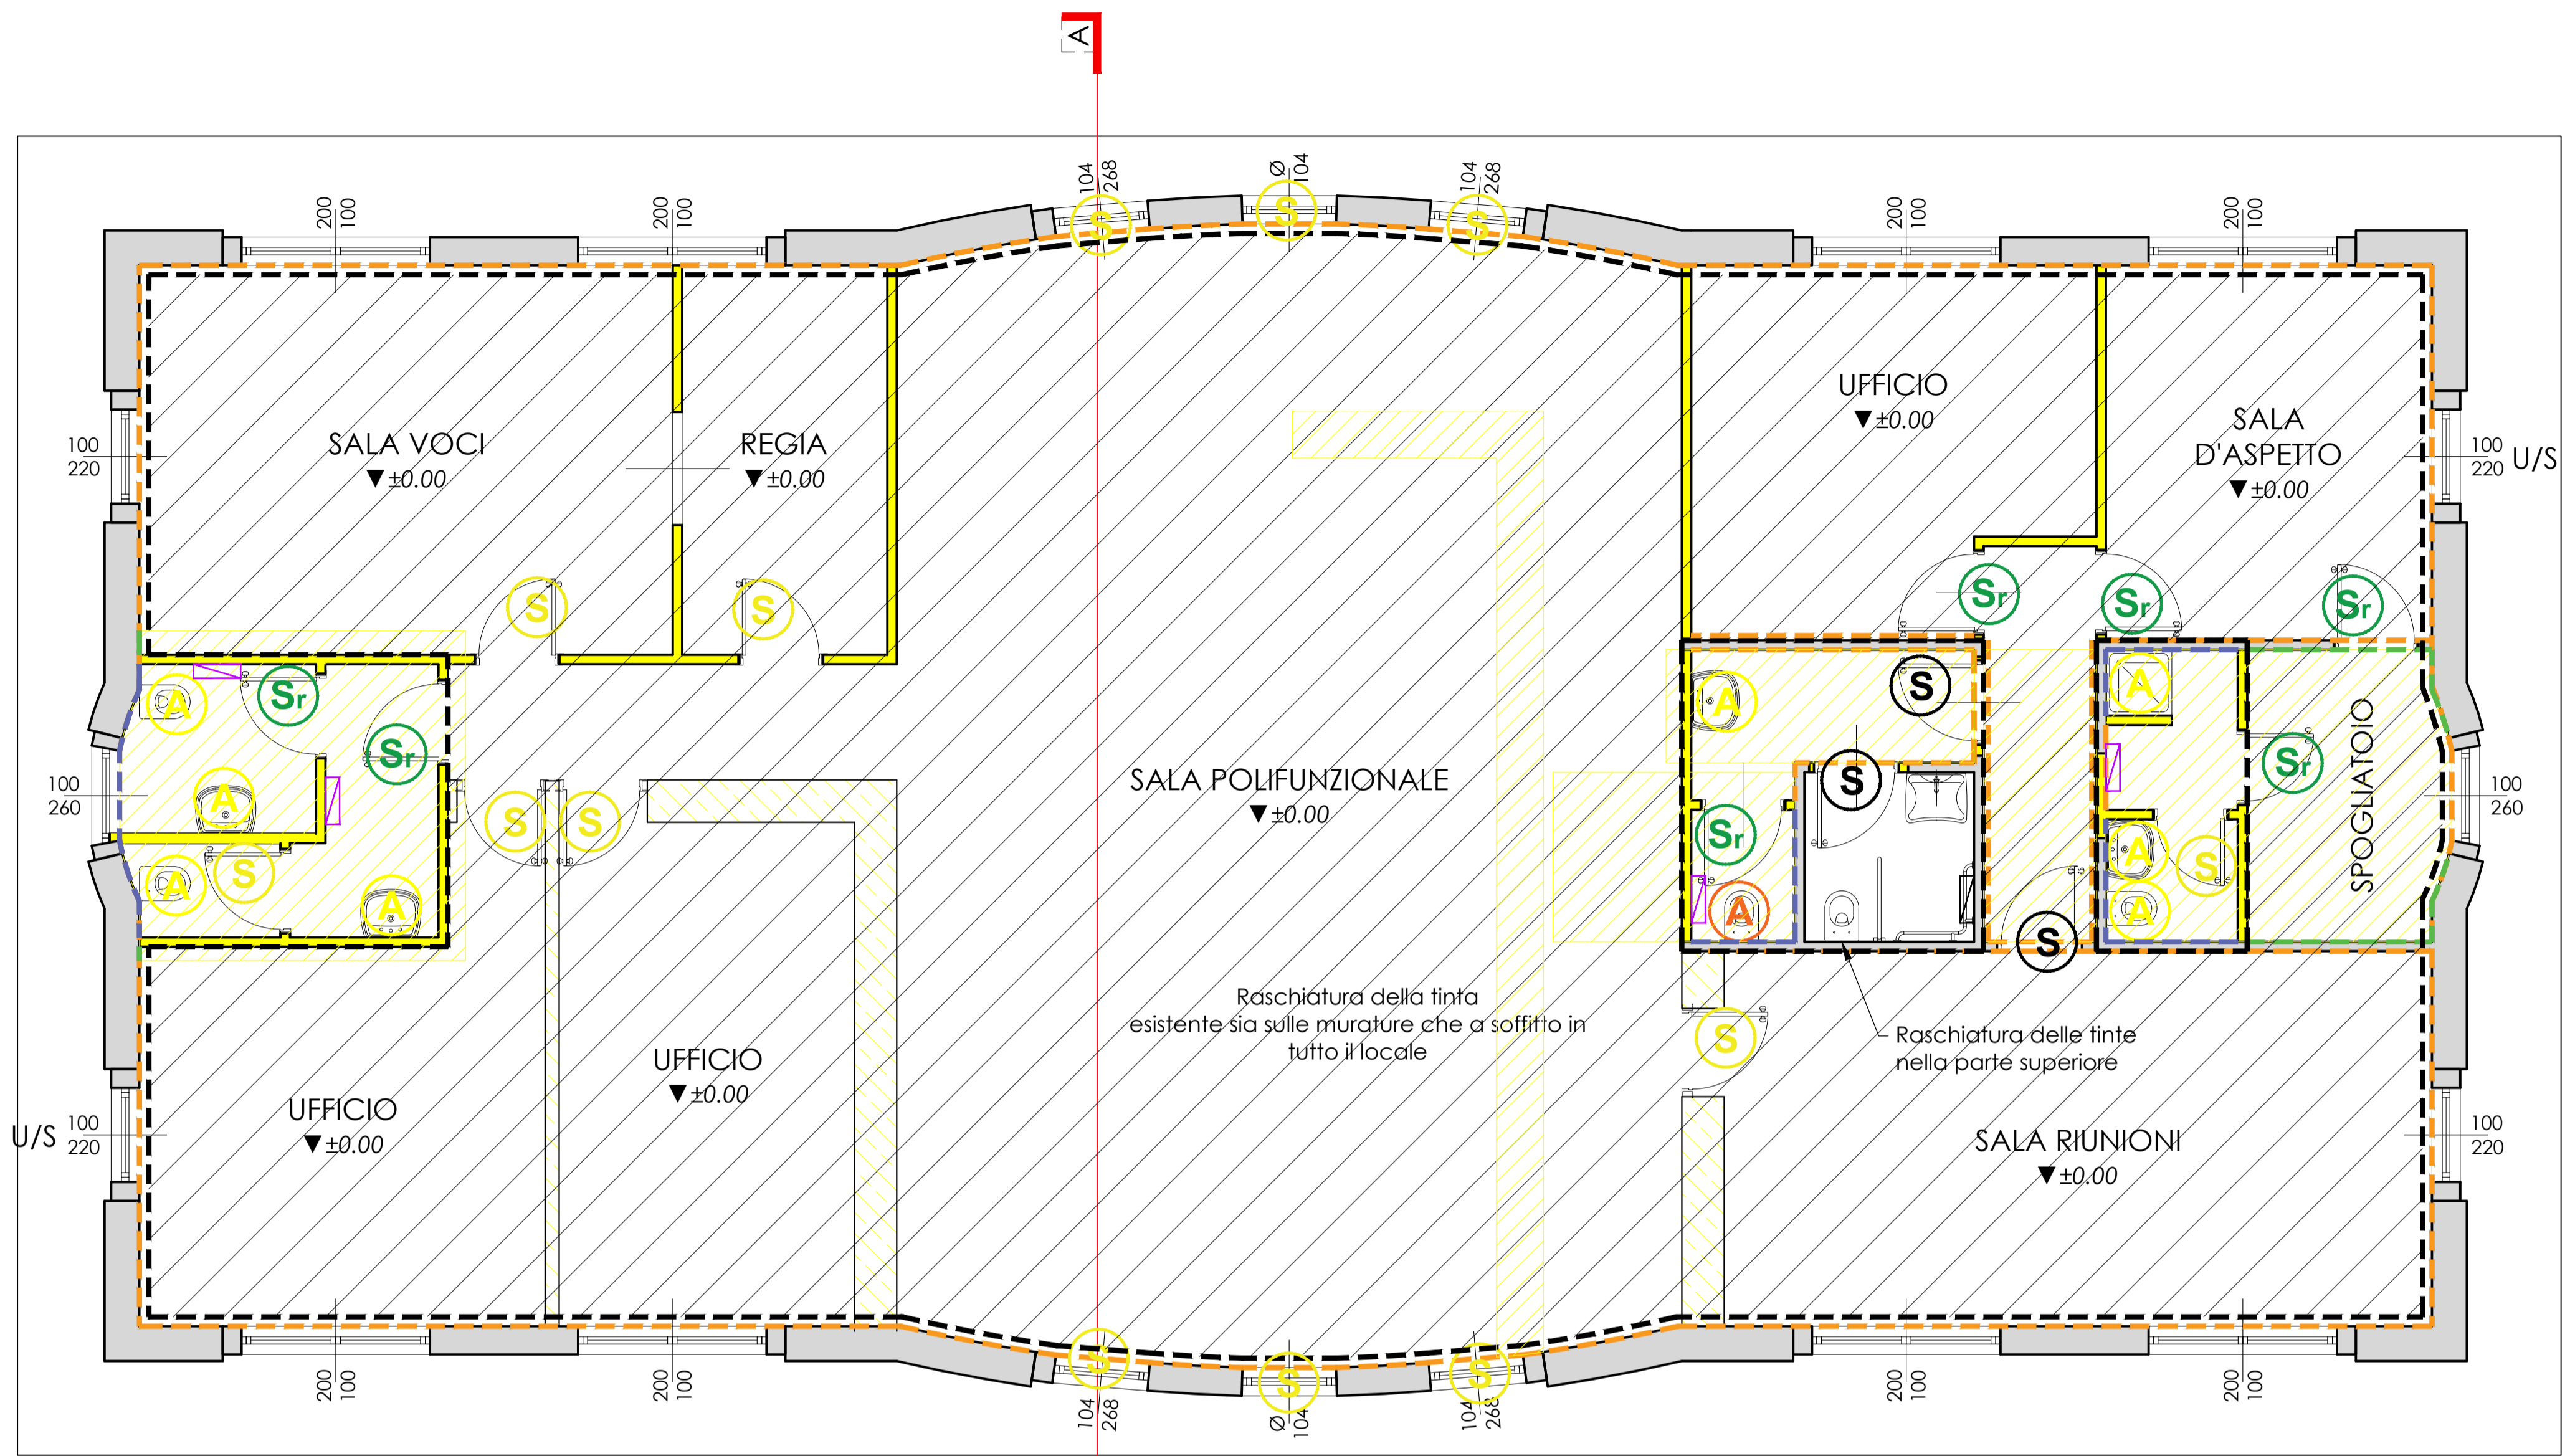 A
104
268
Ø
104
104
268
200
100
200
100
200
100
200
100
S
S
S
UFFICIO
▼±0.00
SALA
D'ASPETTO
▼±0.00
SALA VOCI
▼±0.00
REGIA
▼±0.00
100
220
100
220
U/S
S
S
Sr
Sr
Sr
A
Sr
Sr
A
S
A
A
S
Sr
SPOGLIATOIO
100
260
A
S
S
SALA POLIFUNZIONALE
▼±0.00
S
Sr
A
100
260
A
S
A
A
A
S
S
Raschiatura della tinta
esistente sia sulle murature che a soffitto in
tutto il locale
S
Raschiatura delle tinte
nella parte superiore
UFFICIO
▼±0.00
UFFICIO
▼±0.00
U/S
100
220
SALA RIUNIONI
▼±0.00
100
220
S
S
S
200
100
200
100
104
268
Ø
104
104
268
200
100
200
100